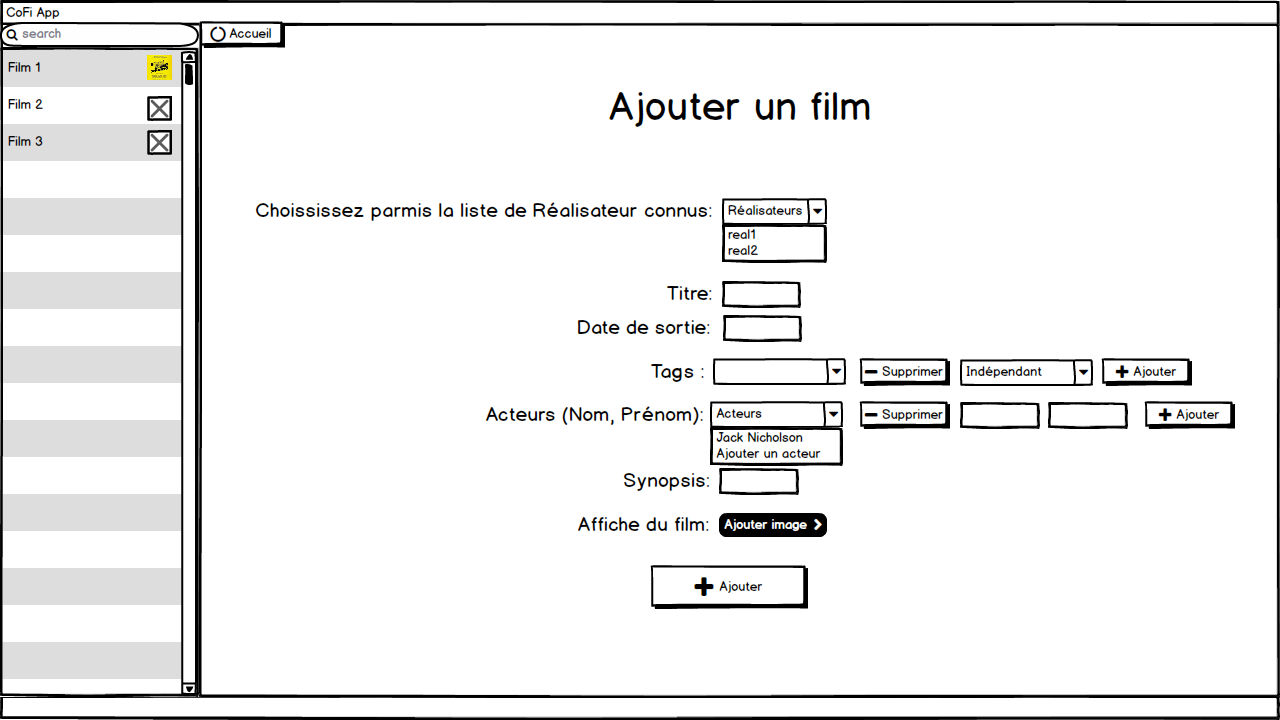 CoFi App
search
Accueil
Film 1
Film 2
Film 3
Ajouter un film
Choississez parmis la liste de Réalisateur connus: Réalisateurs
real1
real2
Titre:
Date de sortie:
Tags : Supprimer Indépendant Ajouter
Acteurs (Nom, Prénom): Acteurs Supprimer Ajouter
Jack Nicholson
Ajouter un acteur
Synopsis:
Affiche du film: Ajouter image
Ajouter